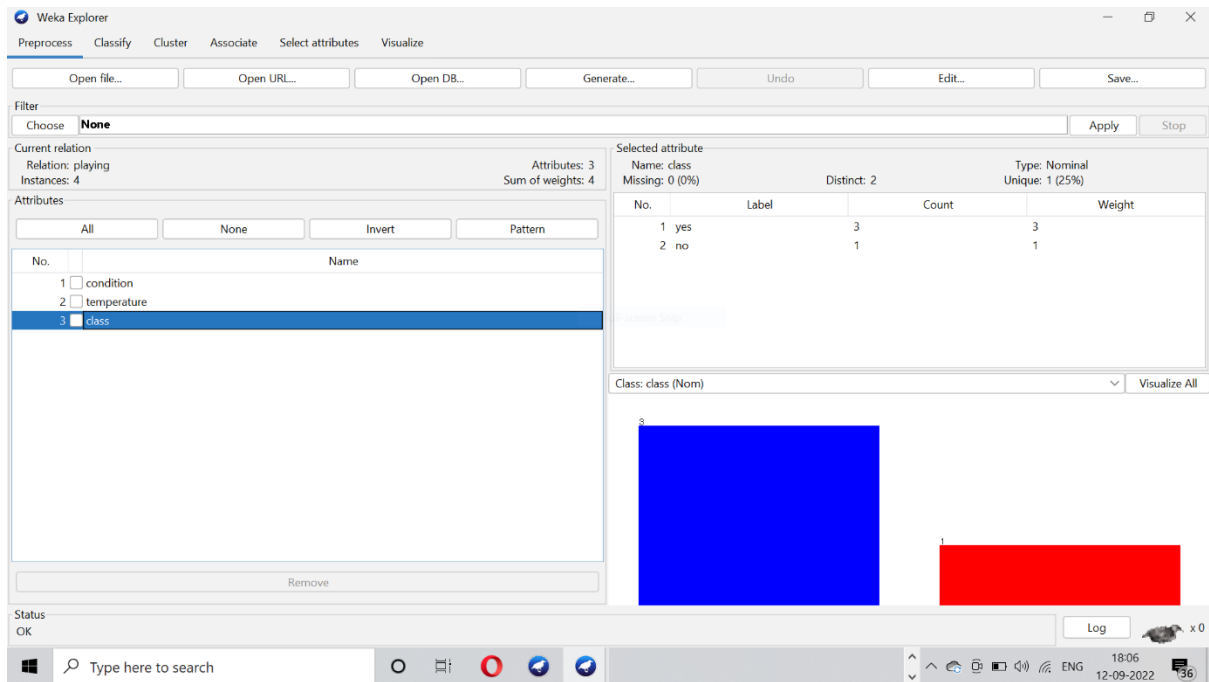 Weka Explorer
Preprocess Classify Cluster Associate Select attributes Visualize
Open file... Open URL... Open DB... Generate... Undo Edit... Save...
Filter
Choose None Apply Stop
Current relation
Relation: playing Attributes: 3
Instances: 4 Sum of weights: 4
Attributes
All None Invert Pattern
No. Name
1 condition
2 temperature
3 class
Remove
Selected attribute
Name: class Type: Nominal
Missing: 0 (0%) Distinct: 2 Unique: 1 (25%)
No. Label Count Weight
1 yes 3 3
2 no 1 1
Class: class (Nom) Visualize All
3
1
Status
OK Log x 0
Type here to search ENG 18:06
12-09-2022 36